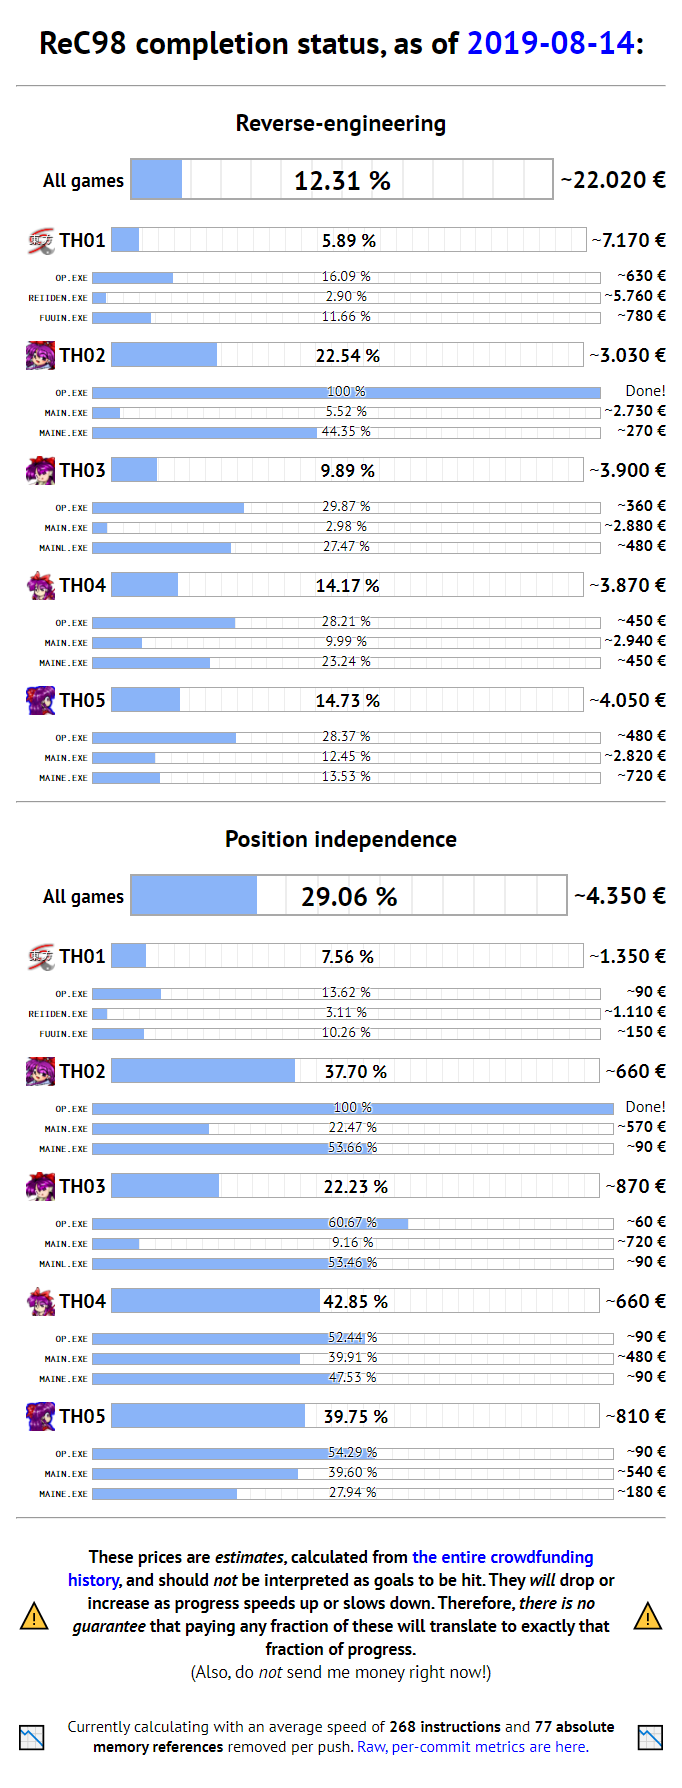 ReC98 completion status, as of 2019-08-14:
Reverse-engineering
All games 12.31 % ~22.020 €
東方 TH01 5.89 % ~7.170 €
OP.EXE 16.09 % ~630 €
REIIDEN.EXE 2.90 % ~5.760 €
FUUIN.EXE 11.66 % ~780 €
TH02 22.54 % ~3.030 €
OP.EXE 100 % Done!
MAIN.EXE 5.52 % ~2.730 €
MAINE.EXE 44.35 % ~270 €
TH03 9.89 % ~3.900 €
OP.EXE 29.87 % ~360 €
MAIN.EXE 2.98 % ~2.880 €
MAINL.EXE 27.47 % ~480 €
TH04 14.17 % ~3.870 €
OP.EXE 28.21 % ~450 €
MAIN.EXE 9.99 % ~2.940 €
MAINE.EXE 23.24 % ~450 €
TH05 14.73 % ~4.050 €
OP.EXE 28.37 % ~480 €
MAIN.EXE 12.45 % ~2.820 €
MAINE.EXE 13.53 % ~720 €
Position independence
All games 29.06 % ~4.350 €
東方 TH01 7.56 % ~1.350 €
OP.EXE 13.62 % ~90 €
REIIDEN.EXE 3.11 % ~1.110 €
FUUIN.EXE 10.26 % ~150 €
TH02 37.70 % ~660 €
OP.EXE 100 % Done!
MAIN.EXE 22.47 % ~570 €
MAINE.EXE 53.66 % ~90 €
TH03 22.23 % ~870 €
OP.EXE 60.67 % ~60 €
MAIN.EXE 9.16 % ~720 €
MAINL.EXE 53.46 % ~90 €
TH04 42.85 % ~660 €
OP.EXE 52.44 % ~90 €
MAIN.EXE 39.91 % ~480 €
MAINE.EXE 47.53 % ~90 €
TH05 39.75 % ~810 €
OP.EXE 54.29 % ~90 €
MAIN.EXE 39.60 % ~540 €
MAINE.EXE 27.94 % ~180 €
These prices are estimates, calculated from the entire crowdfunding
history, and should not be interpreted as goals to be hit. They will drop or
increase as progress speeds up or slows down. Therefore, there is no
guarantee that paying any fraction of these will translate to exactly that
fraction of progress.
(Also, do not send me money right now!)
Currently calculating with an average speed of 268 instructions and 77 absolute
memory references removed per push. Raw, per-commit metrics are here.